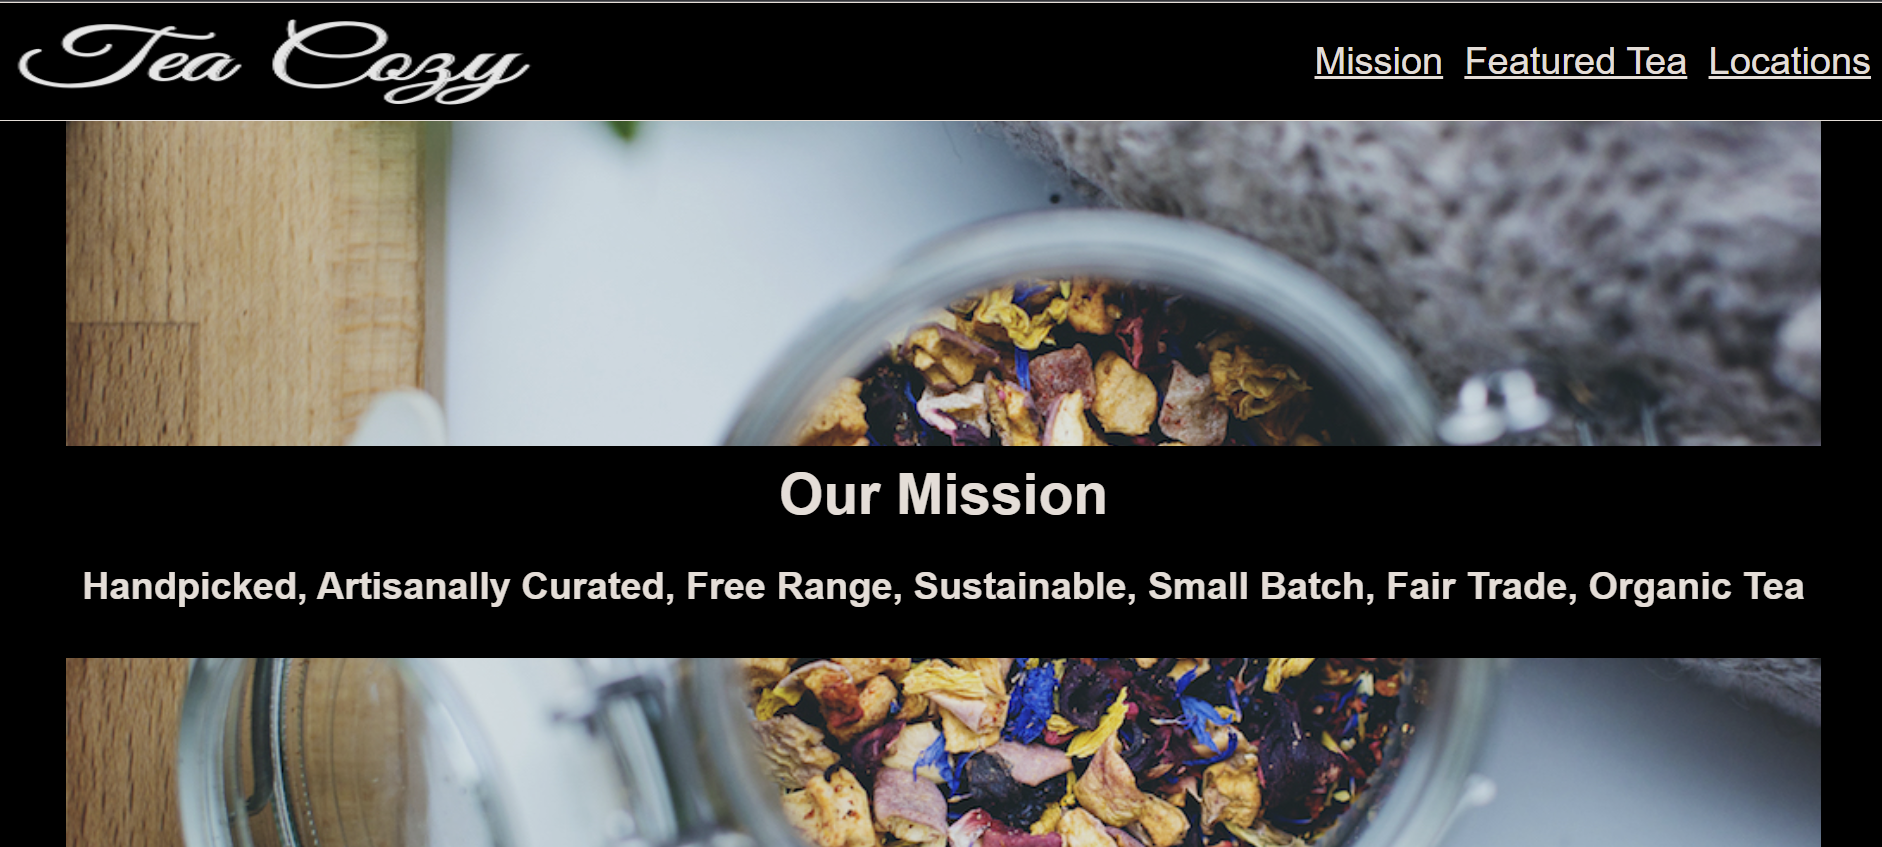 Tea Cozy
Mission Featured Tea Locations
Our Mission
Handpicked, Artisanally Curated, Free Range, Sustainable, Small Batch, Fair Trade, Organic Tea